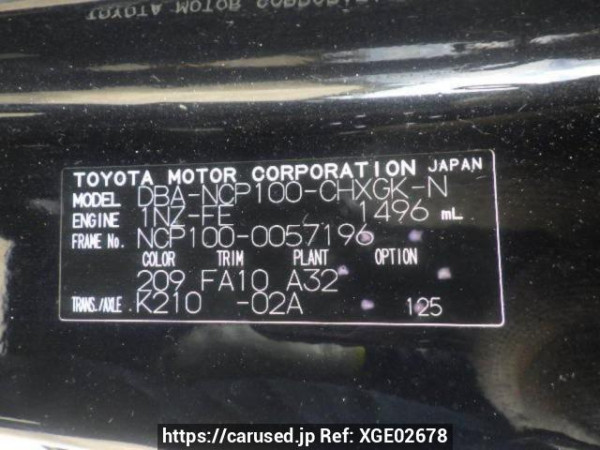 TOYOTA MOTOR CORPORATION JAPAN
MODEL DBA-NCP100-CHXGK-N
ENGINE 1NZ-FE 1496 mL
FRAME No. NCP100-0057196
COLOR TRIM PLANT OPTION
209 FA10 A32
TRANS./AXLE K210 -02A 125
https://carused.jp Ref: XGE02678